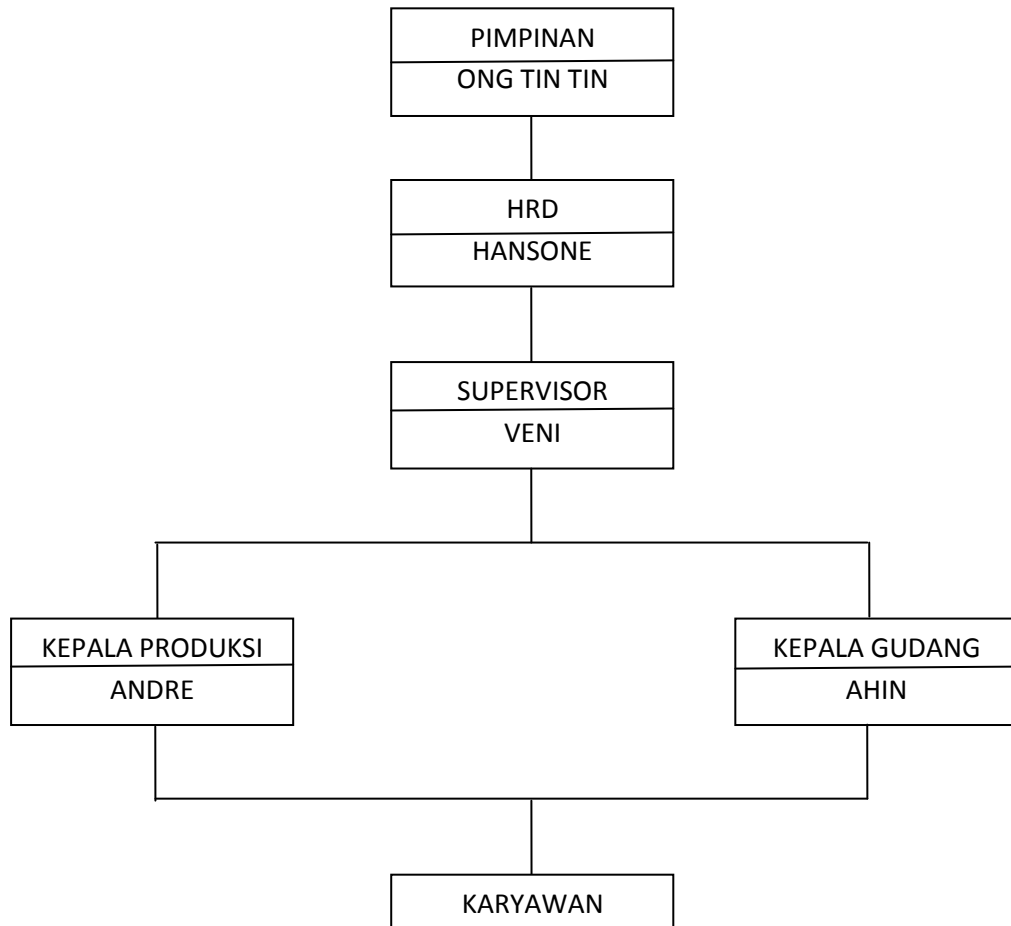 PIMPINAN
ONG TIN TIN
HRD
HANSONE
SUPERVISOR
VENI
KEPALA PRODUKSI
ANDRE
KEPALA GUDANG
AHIN
KARYAWAN